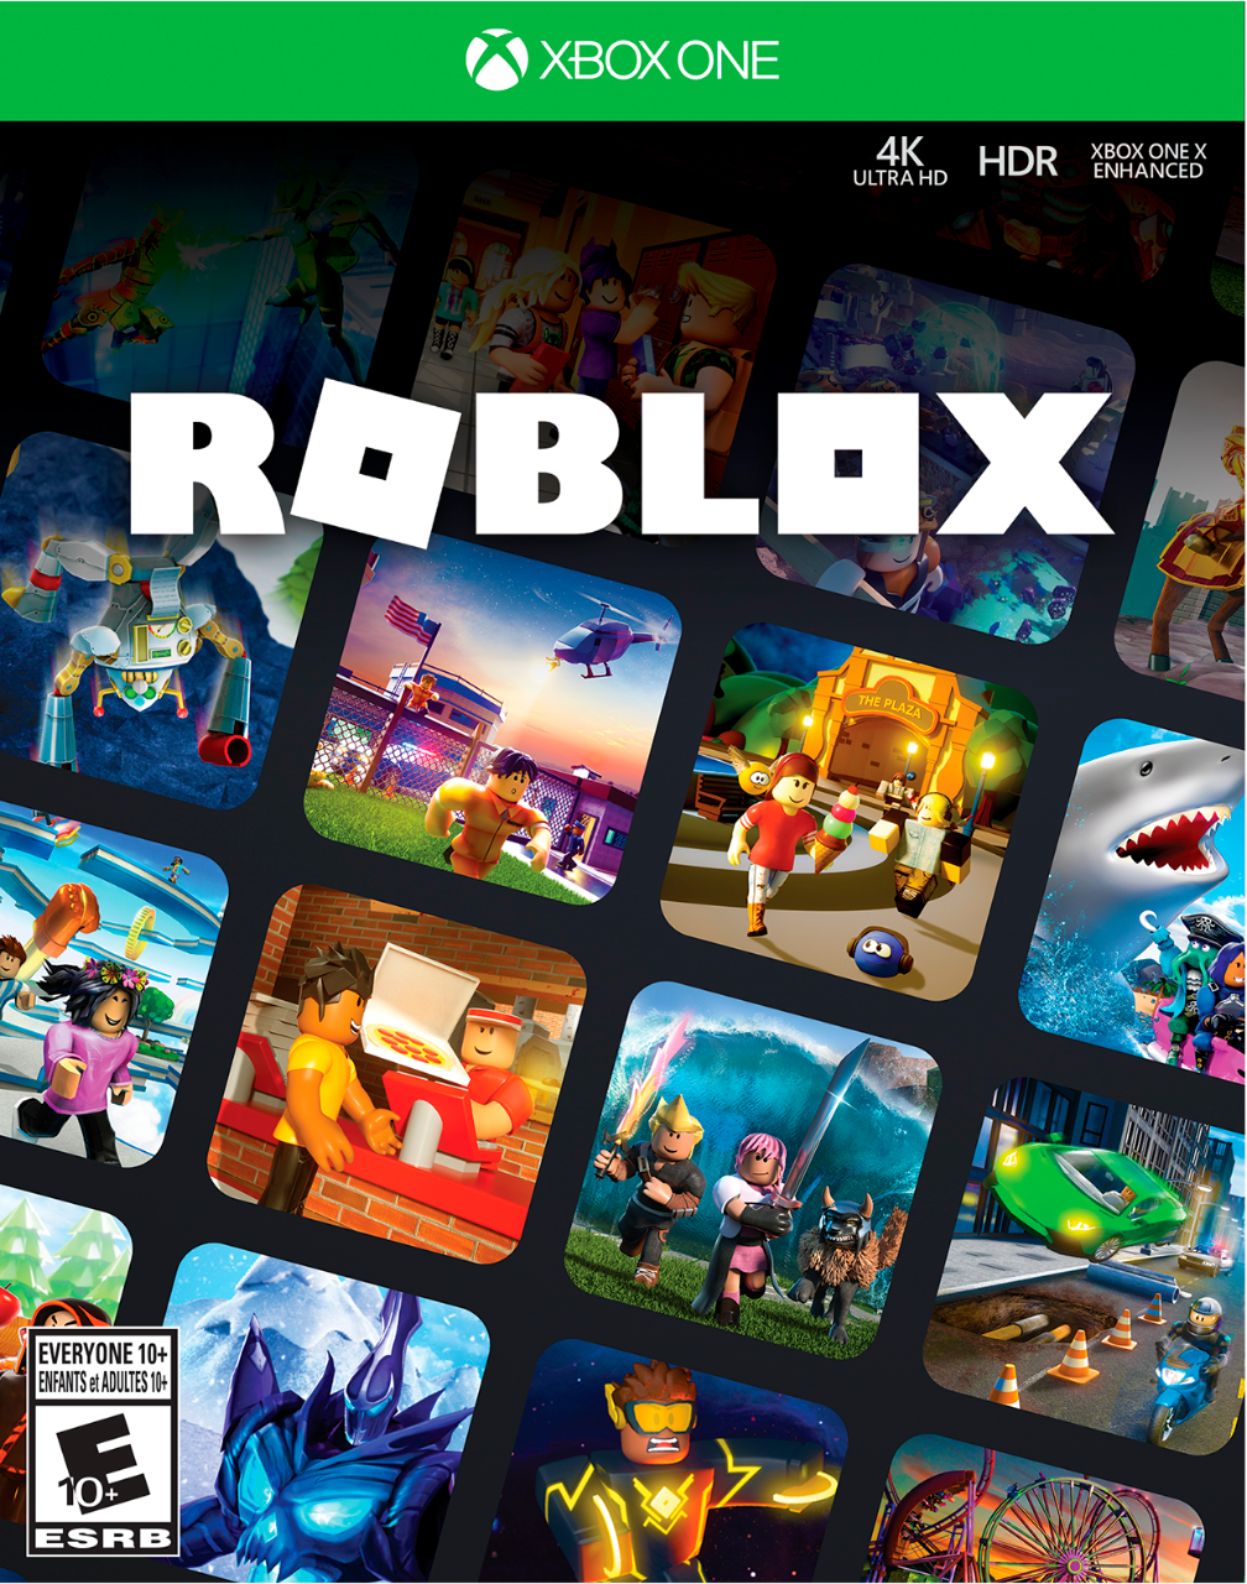 XBOX ONE
4K
ULTRA HD
HDR
XBOX ONE X
ENHANCED
ROBLOX
THE PLAZA
EVERYONE 10+
ENFANTS et ADULTES 10+
E
10+
ESRB